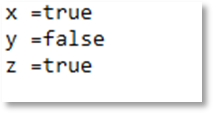 x =true
y =false
z =true